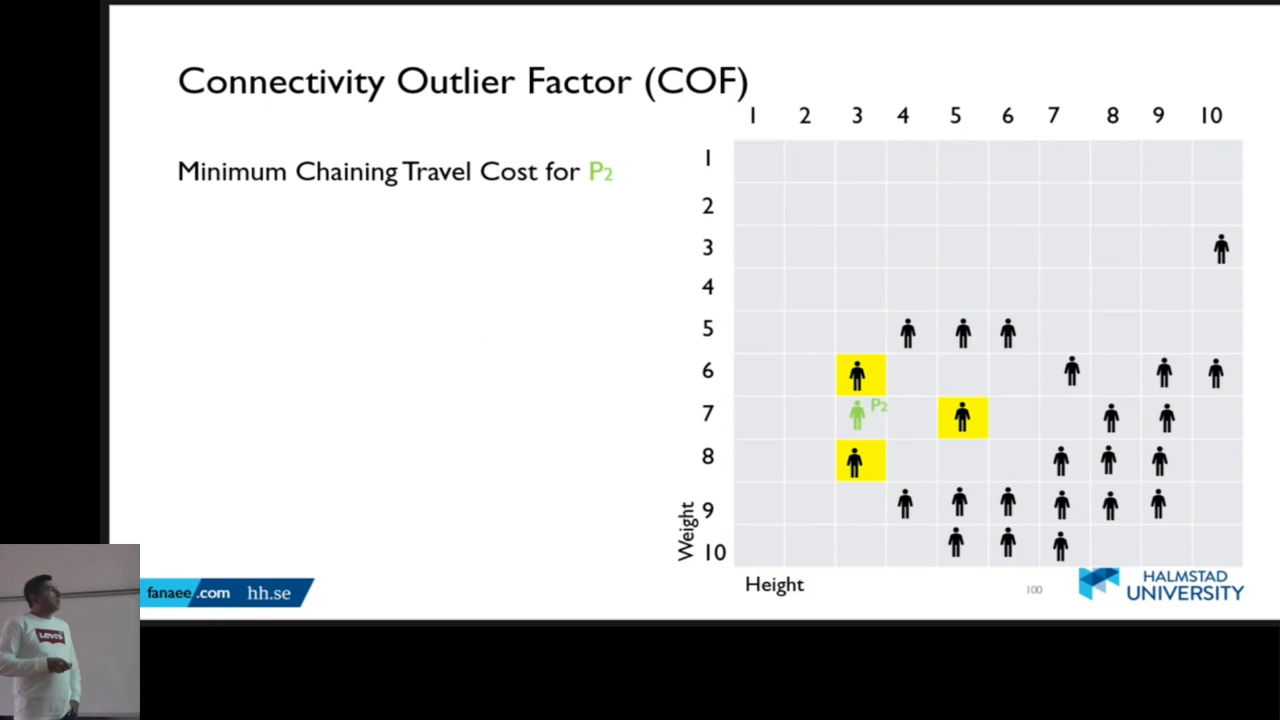 Connectivity Outlier Factor (COF)
Minimum Chaining Travel Cost for P2
1 2 3 4 5 6 7 8 9 10
1
2
3
4
5
6
7
P2
8
9
10
Weight
Height
fanaee.com hh.se
100
HALMSTAD
UNIVERSITY
LEVI'S